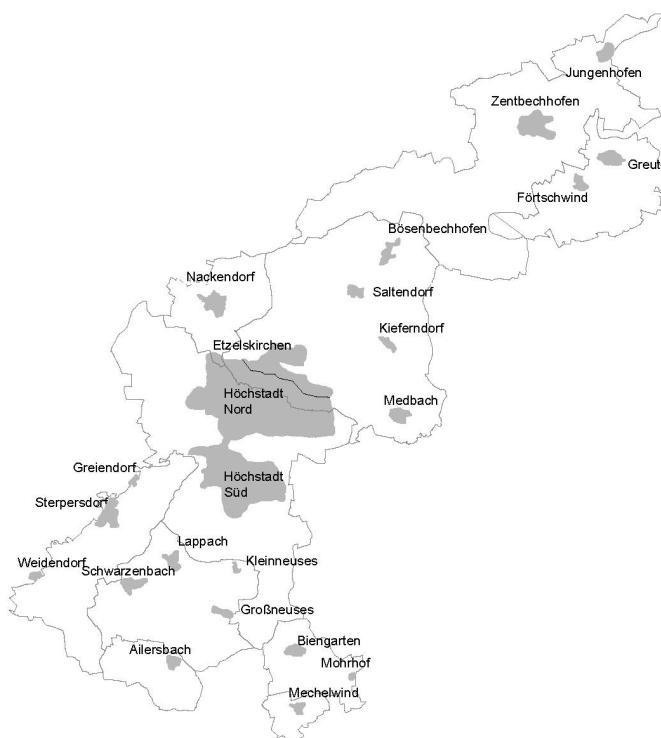 Jungenhofen
Zentbechhofen
Greuth
Förtschwind
Bösenbechhofen
Nackendorf
Saltendorf
Kieferndorf
Etzelskirchen
Höchstadt
Nord
Medbach
Greiendorf
Höchstadt
Süd
Sterpersdorf
Lappach
Weidendorf
Schwarzenbach
Kleinneuses
Großneuses
Ailersbach
Biengarten
Mohrhof
Mechelwind